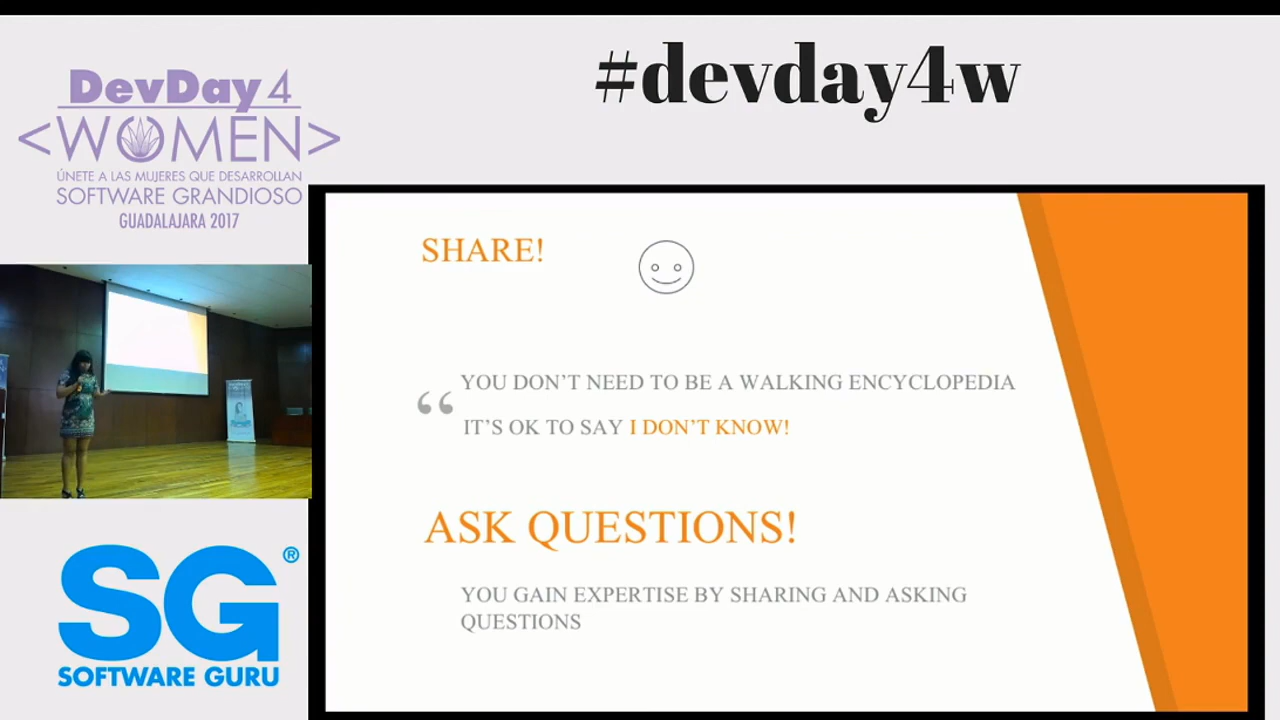 DevDay4
<WOMEN>
ÚNETE A LAS MUJERES QUE DESARROLLAN
SOFTWARE GRANDIOSO
GUADALAJARA 2017
#devday4w
SHARE!
“
YOU DON’T NEED TO BE A WALKING ENCYCLOPEDIA
IT’S OK TO SAY I DON’T KNOW!
ASK QUESTIONS!
YOU GAIN EXPERTISE BY SHARING AND ASKING
QUESTIONS
SG®
SOFTWARE GURU